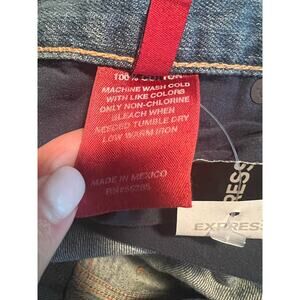 100% COTTON
MACHINE WASH COLD
WITH LIKE COLORS
ONLY NON-CHLORINE
BLEACH WHEN
NEEDED TUMBLE DRY
LOW WARM IRON
MADE IN MEXICO
EXPRESS